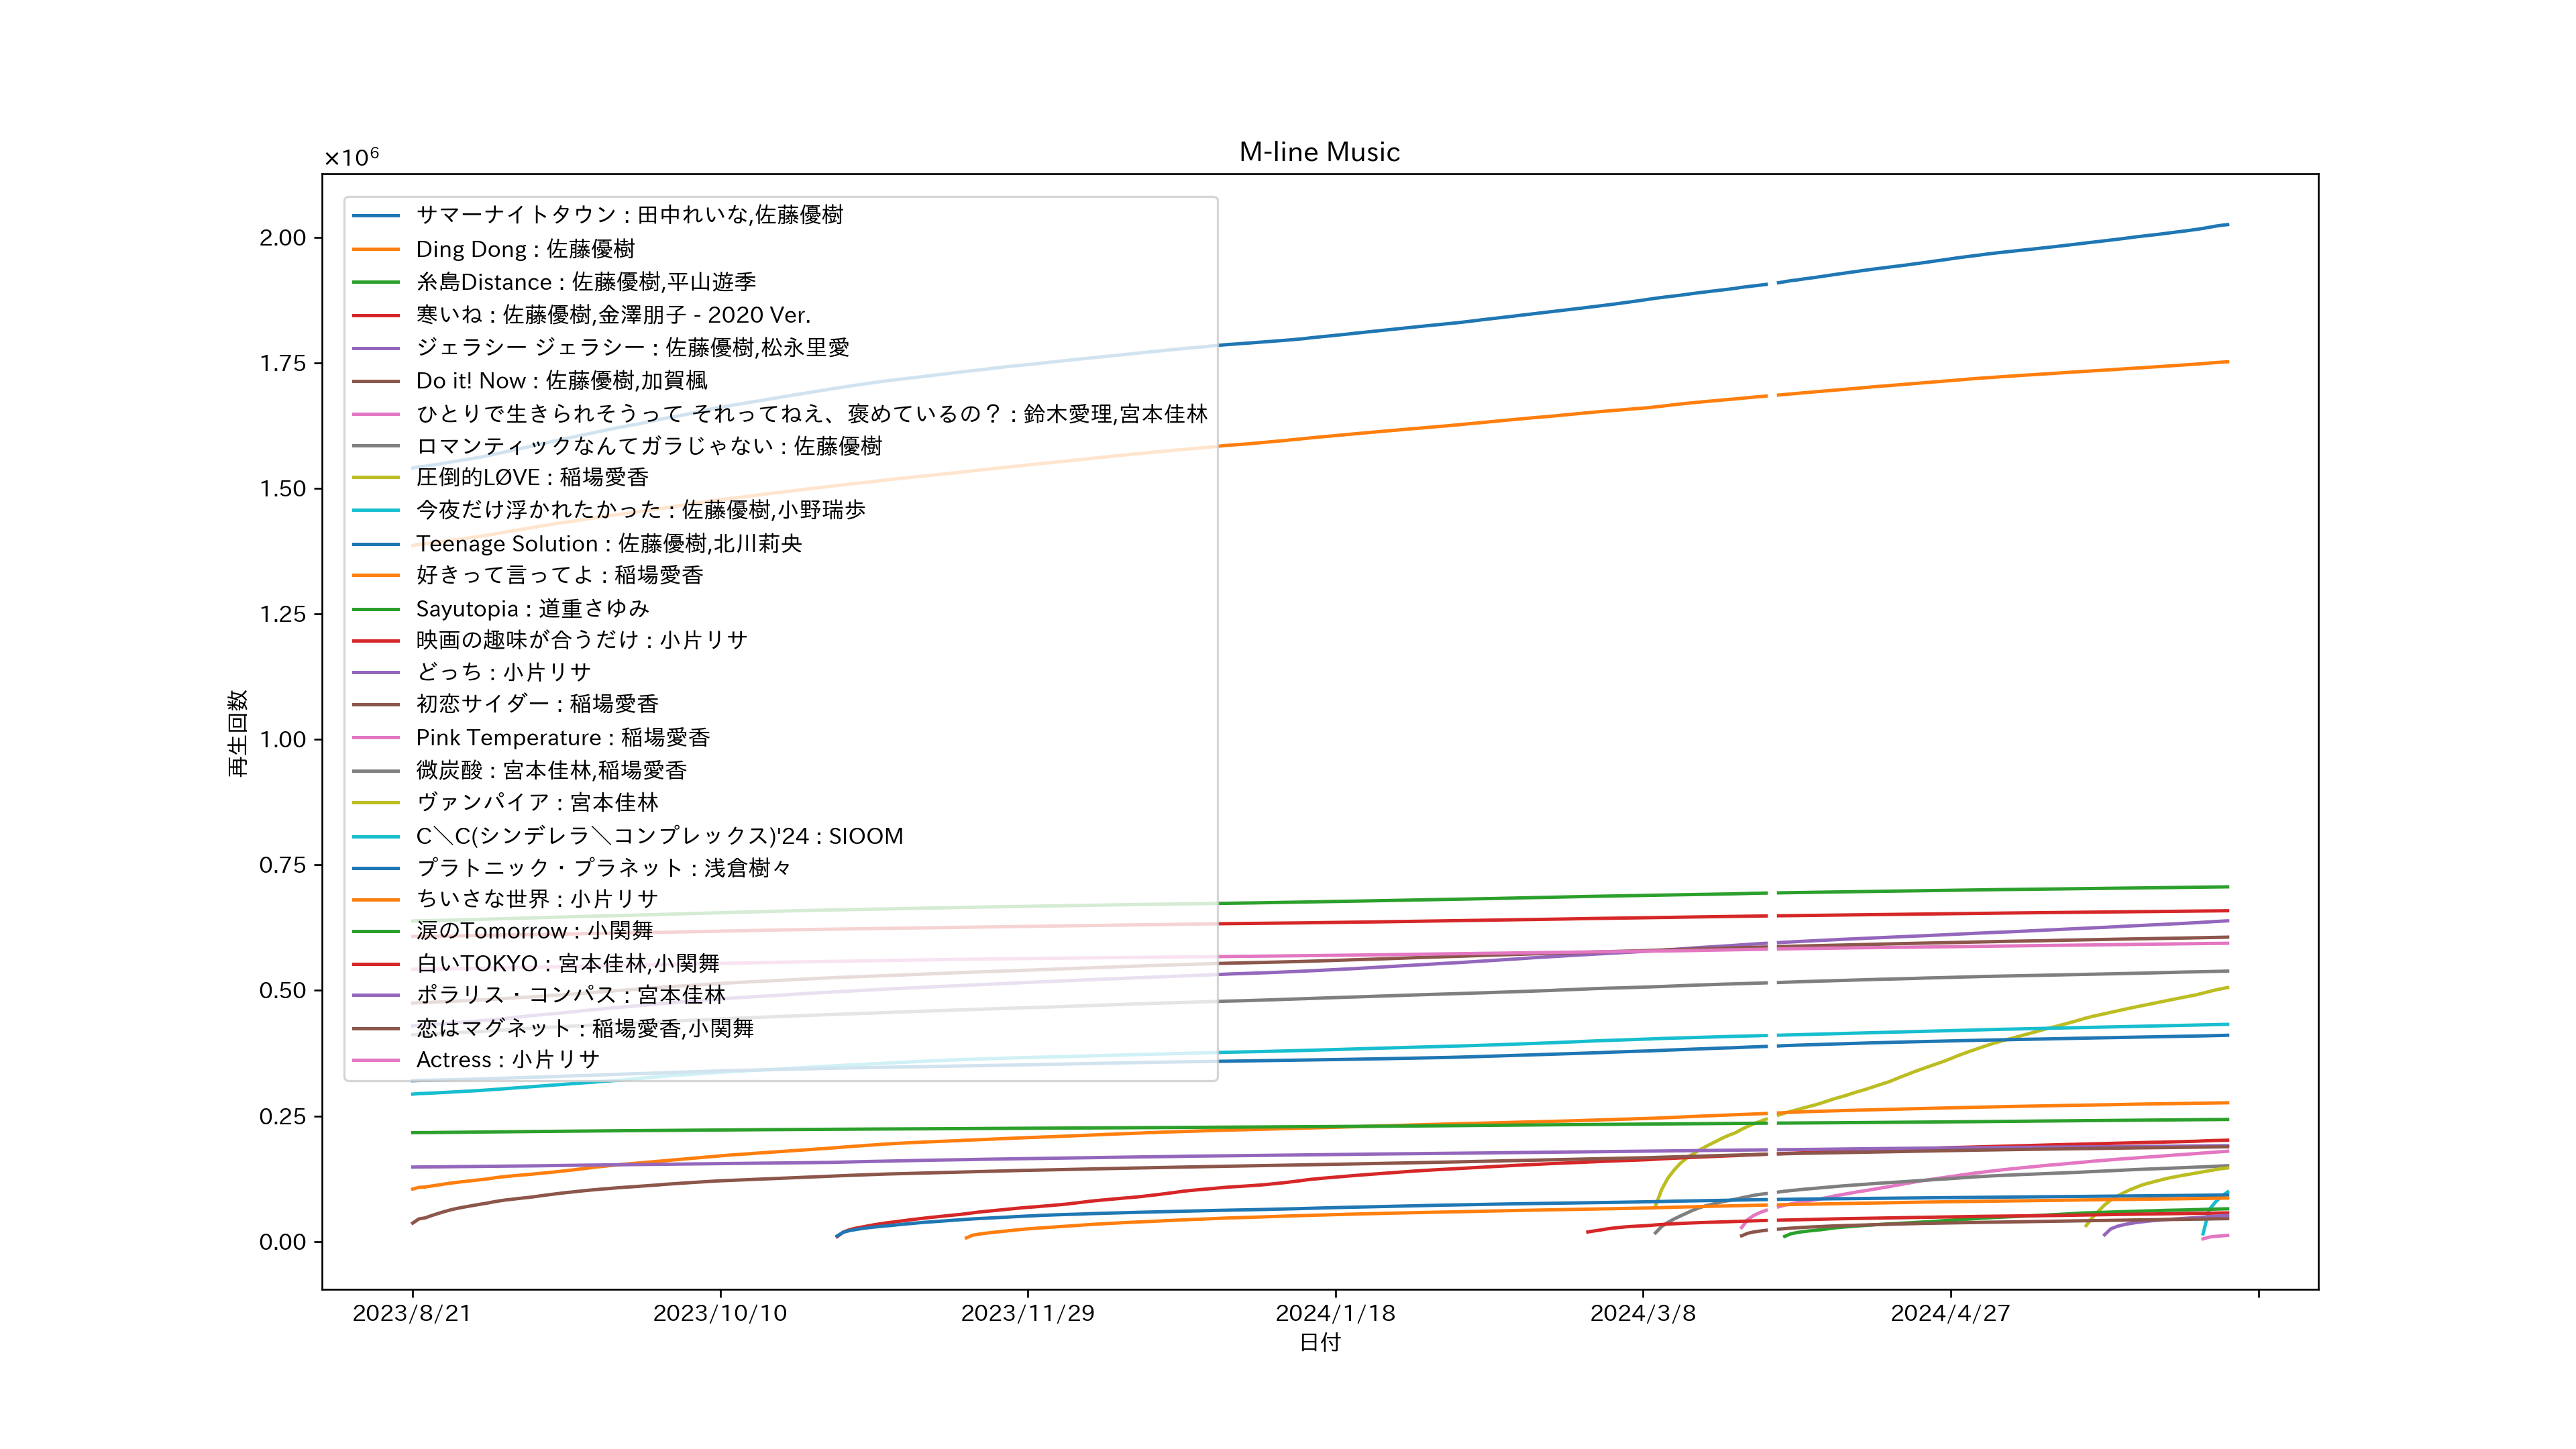 M-line Music
×10⁶
2.00
1.75
1.50
1.25
1.00
0.75
0.50
0.25
0.00
再生回数
サマーナイトタウン : 田中れいな,佐藤優樹
Ding Dong : 佐藤優樹
糸島Distance : 佐藤優樹,平山遊季
寒いね : 佐藤優樹,金澤朋子 - 2020 Ver.
ジェラシー ジェラシー : 佐藤優樹,松永里愛
Do it! Now : 佐藤優樹,加賀楓
ひとりで生きられそうって それってねえ、褒めているの？ : 鈴木愛理,宮本佳林
ロマンティックなんてガラじゃない : 佐藤優樹
圧倒的LØVE : 稲場愛香
今夜だけ浮かれたかった : 佐藤優樹,小野瑞歩
Teenage Solution : 佐藤優樹,北川莉央
好きって言ってよ : 稲場愛香
Sayutopia : 道重さゆみ
映画の趣味が合うだけ : 小片リサ
どっち : 小片リサ
初恋サイダー : 稲場愛香
Pink Temperature : 稲場愛香
微炭酸 : 宮本佳林,稲場愛香
ヴァンパイア : 宮本佳林
C＼C(シンデレラ＼コンプレックス)'24 : SIOOM
プラトニック・プラネット : 浅倉樹々
ちいさな世界 : 小片リサ
涙のTomorrow : 小関舞
白いTOKYO : 宮本佳林,小関舞
ポラリス・コンパス : 宮本佳林
恋はマグネット : 稲場愛香,小関舞
Actress : 小片リサ
2023/8/21 2023/10/10 2023/11/29 2024/1/18 2024/3/8 2024/4/27
日付